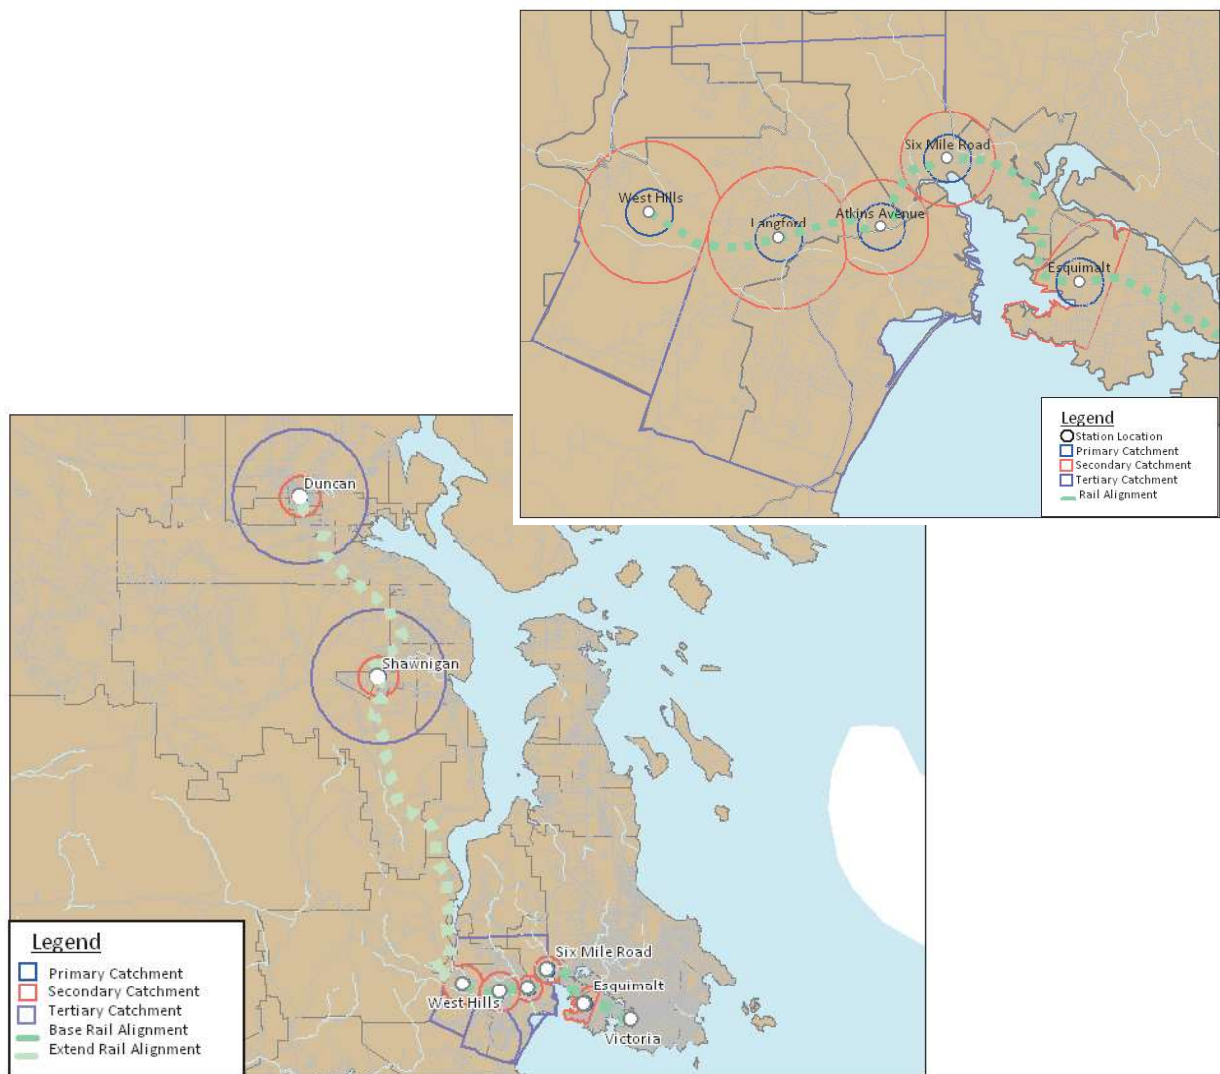 Six Mile Road
West Hills
Langford
Atkins Avenue
Esquimalt
Legend
Station Location
Primary Catchment
Secondary Catchment
Tertiary Catchment
Rail Alignment
Duncan
Shawnigan
Six Mile Road
Esquimalt
West Hills
Victoria
Legend
Primary Catchment
Secondary Catchment
Tertiary Catchment
Base Rail Alignment
Extend Rail Alignment